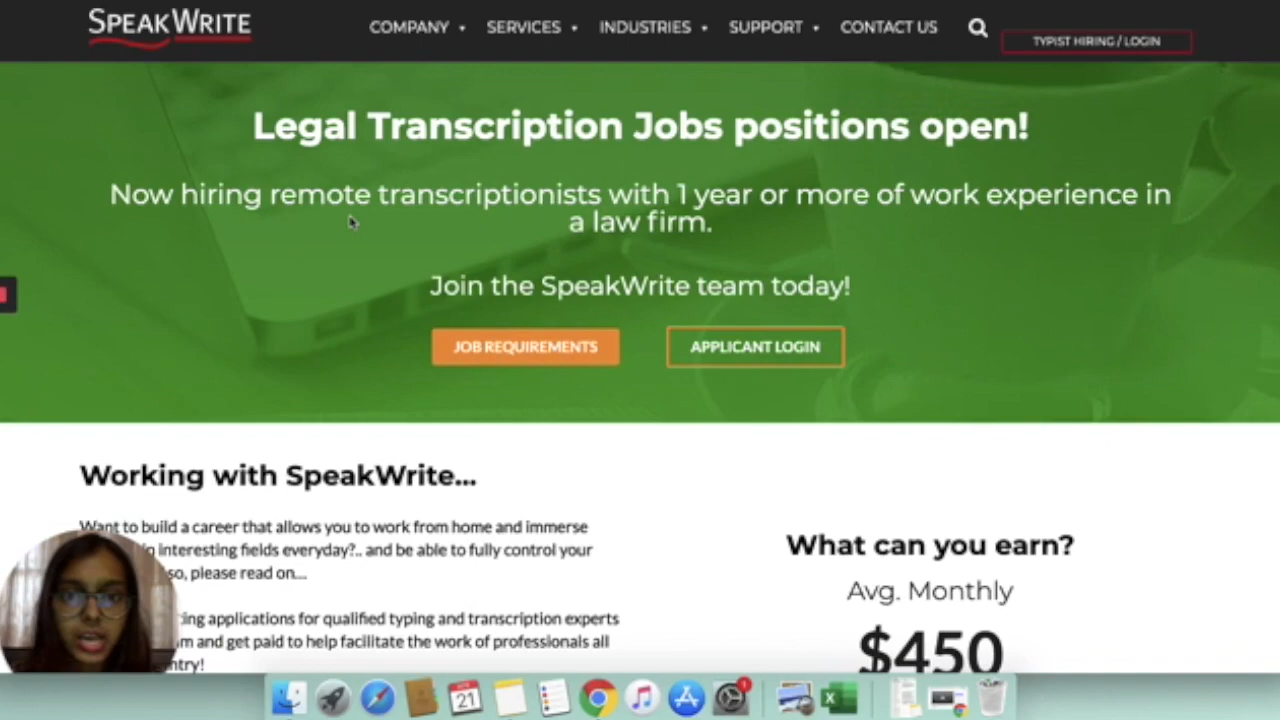 SPEAKWRITE
COMPANY
SERVICES
INDUSTRIES
SUPPORT
CONTACT US
TYPIST HIRING / LOGIN
Legal Transcription Jobs positions open!
Now hiring remote transcriptionists with 1 year or more of work experience in
a law firm.
Join the SpeakWrite team today!
JOB REQUIREMENTS
APPLICANT LOGIN
Working with SpeakWrite...
Want to build a career that allows you to work from home and immerse
interesting fields everyday?.. and be able to fully control your
so, please read on...
applications for qualified typing and transcription experts
and get paid to help facilitate the work of professionals all
What can you earn?
Avg. Monthly
$450
21
1